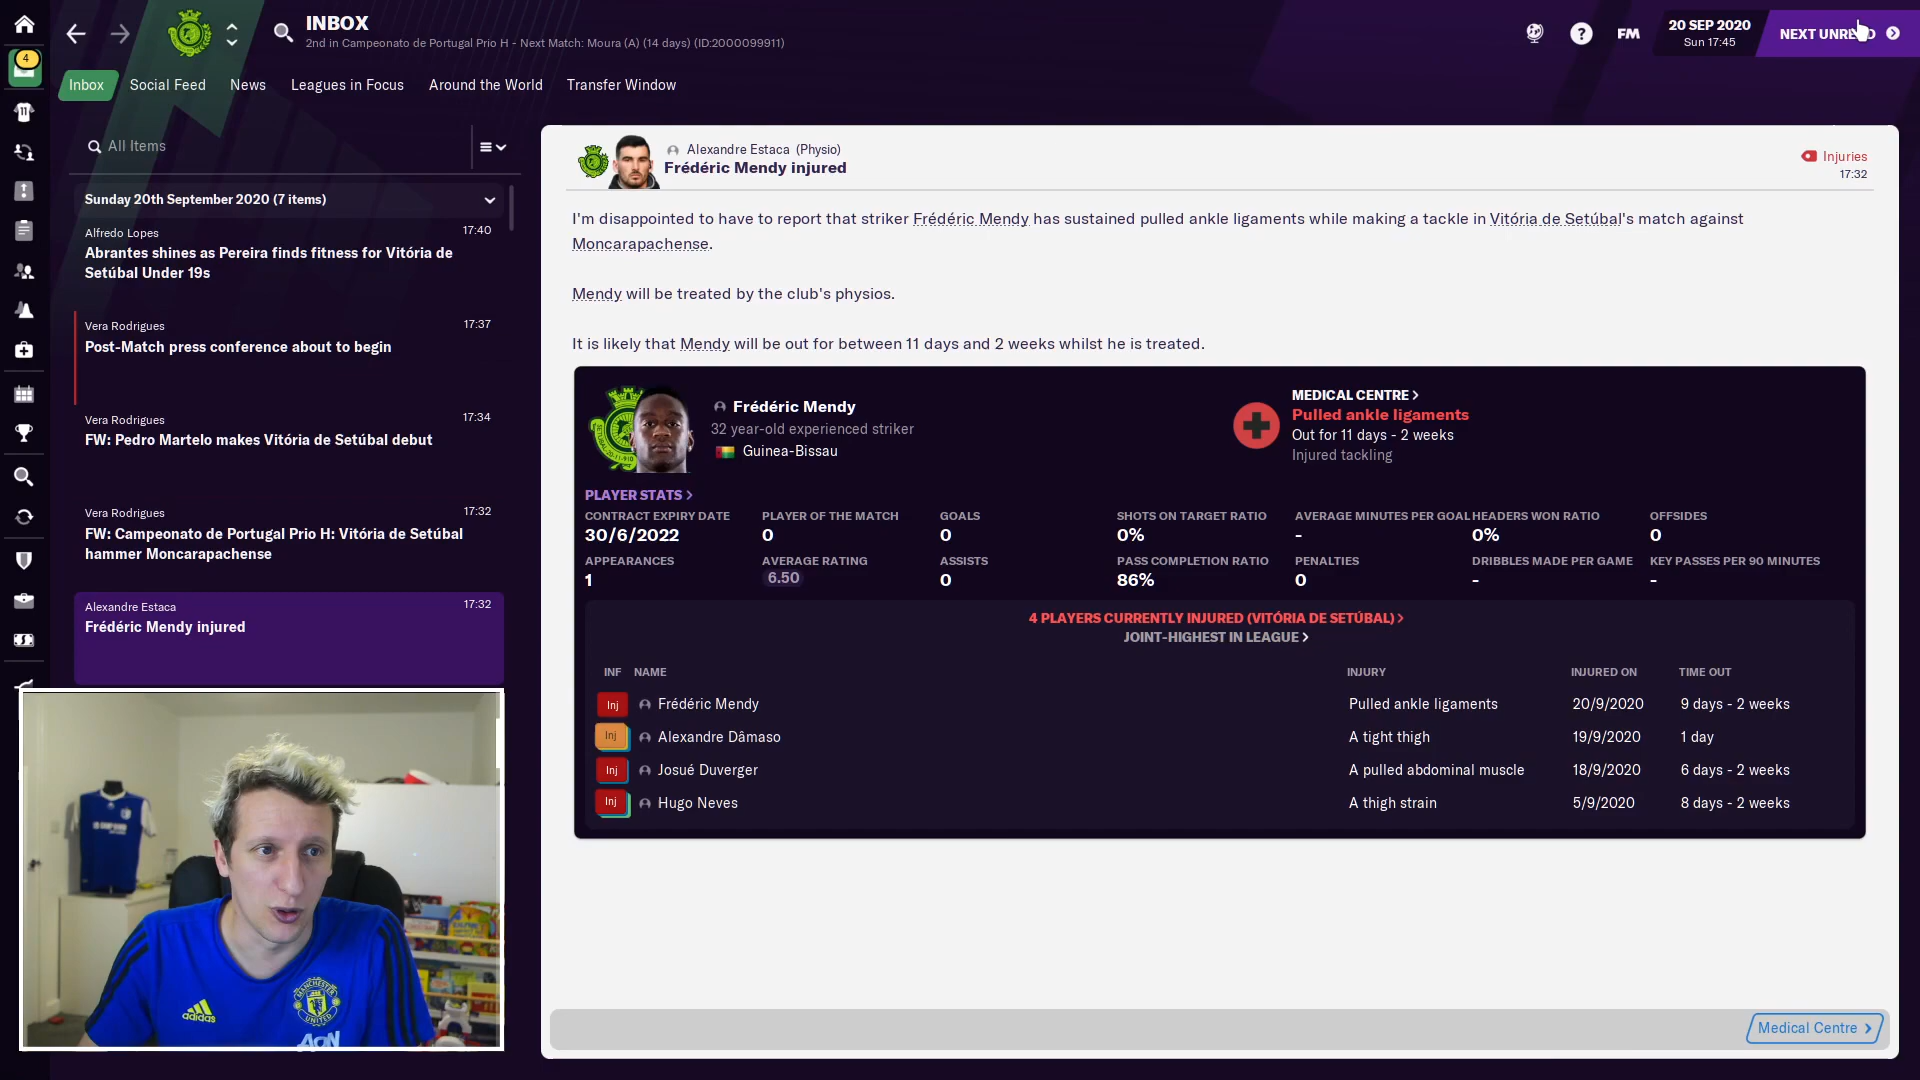 INBOX
2nd in Campeonato de Portugal Prio H - Next Match: Moura (A) (14 days) (ID:2000099911)
FM
20 SEP 2020
Sun 17:45
4
11
Inbox
Social Feed
News
Leagues in Focus
Around the World
Transfer Window
All Items
Sunday 20th September 2020 (7 items)
Alfredo Lopes
17:40
Abrantes shines as Pereira finds fitness for Vitória de
Setúbal Under 19s
Vera Rodrigues
17:37
Post-Match press conference about to begin
Vera Rodrigues
17:34
FW: Pedro Martelo makes Vitória de Setúbal debut
Vera Rodrigues
17:32
FW: Campeonato de Portugal Prio H: Vitória de Setúbal
hammer Moncarapachense
Alexandre Estaca
17:32
Frédéric Mendy injured
Alexandre Estaca (Physio)
Frédéric Mendy injured
Injuries
17:32
I'm disappointed to have to report that striker Frédéric Mendy has sustained pulled ankle ligaments while making a tackle in Vitória de Setúbal's match against
Moncarapachense.
Mendy will be treated by the club's physios.
It is likely that Mendy will be out for between 11 days and 2 weeks whilst he is treated.
Frédéric Mendy
32 year-old experienced striker
Guinea-Bissau
MEDICAL CENTRE
Pulled ankle ligaments
Out for 11 days - 2 weeks
Injured tackling
PLAYER STATS
CONTRACT EXPIRY DATE PLAYER OF THE MATCH GOALS SHOTS ON TARGET RATIO AVERAGE MINUTES PER GOAL HEADERS WON RATIO OFFSIDES
30/6/2022 0 0 0% - 0% 0
APPEARANCES AVERAGE RATING ASSISTS PASS COMPLETION RATIO PENALTIES DRIBBLES MADE PER GAME KEY PASSES PER 90 MINUTES
1 6.50 0 86% 0 - -
4 PLAYERS CURRENTLY INJURED (VITÓRIA DE SETÚBAL)
JOINT-HIGHEST IN LEAGUE
INF NAME INJURY INJURED ON TIME OUT
Inj Frédéric Mendy Pulled ankle ligaments 20/9/2020 9 days - 2 weeks
Inj Alexandre Dâmaso A tight thigh 19/9/2020 1 day
Inj Josué Duverger A pulled abdominal muscle 18/9/2020 6 days - 2 weeks
Inj Hugo Neves A thigh strain 5/9/2020 8 days - 2 weeks
Medical Centre
adidas
MANCHESTER
UNITED
AON